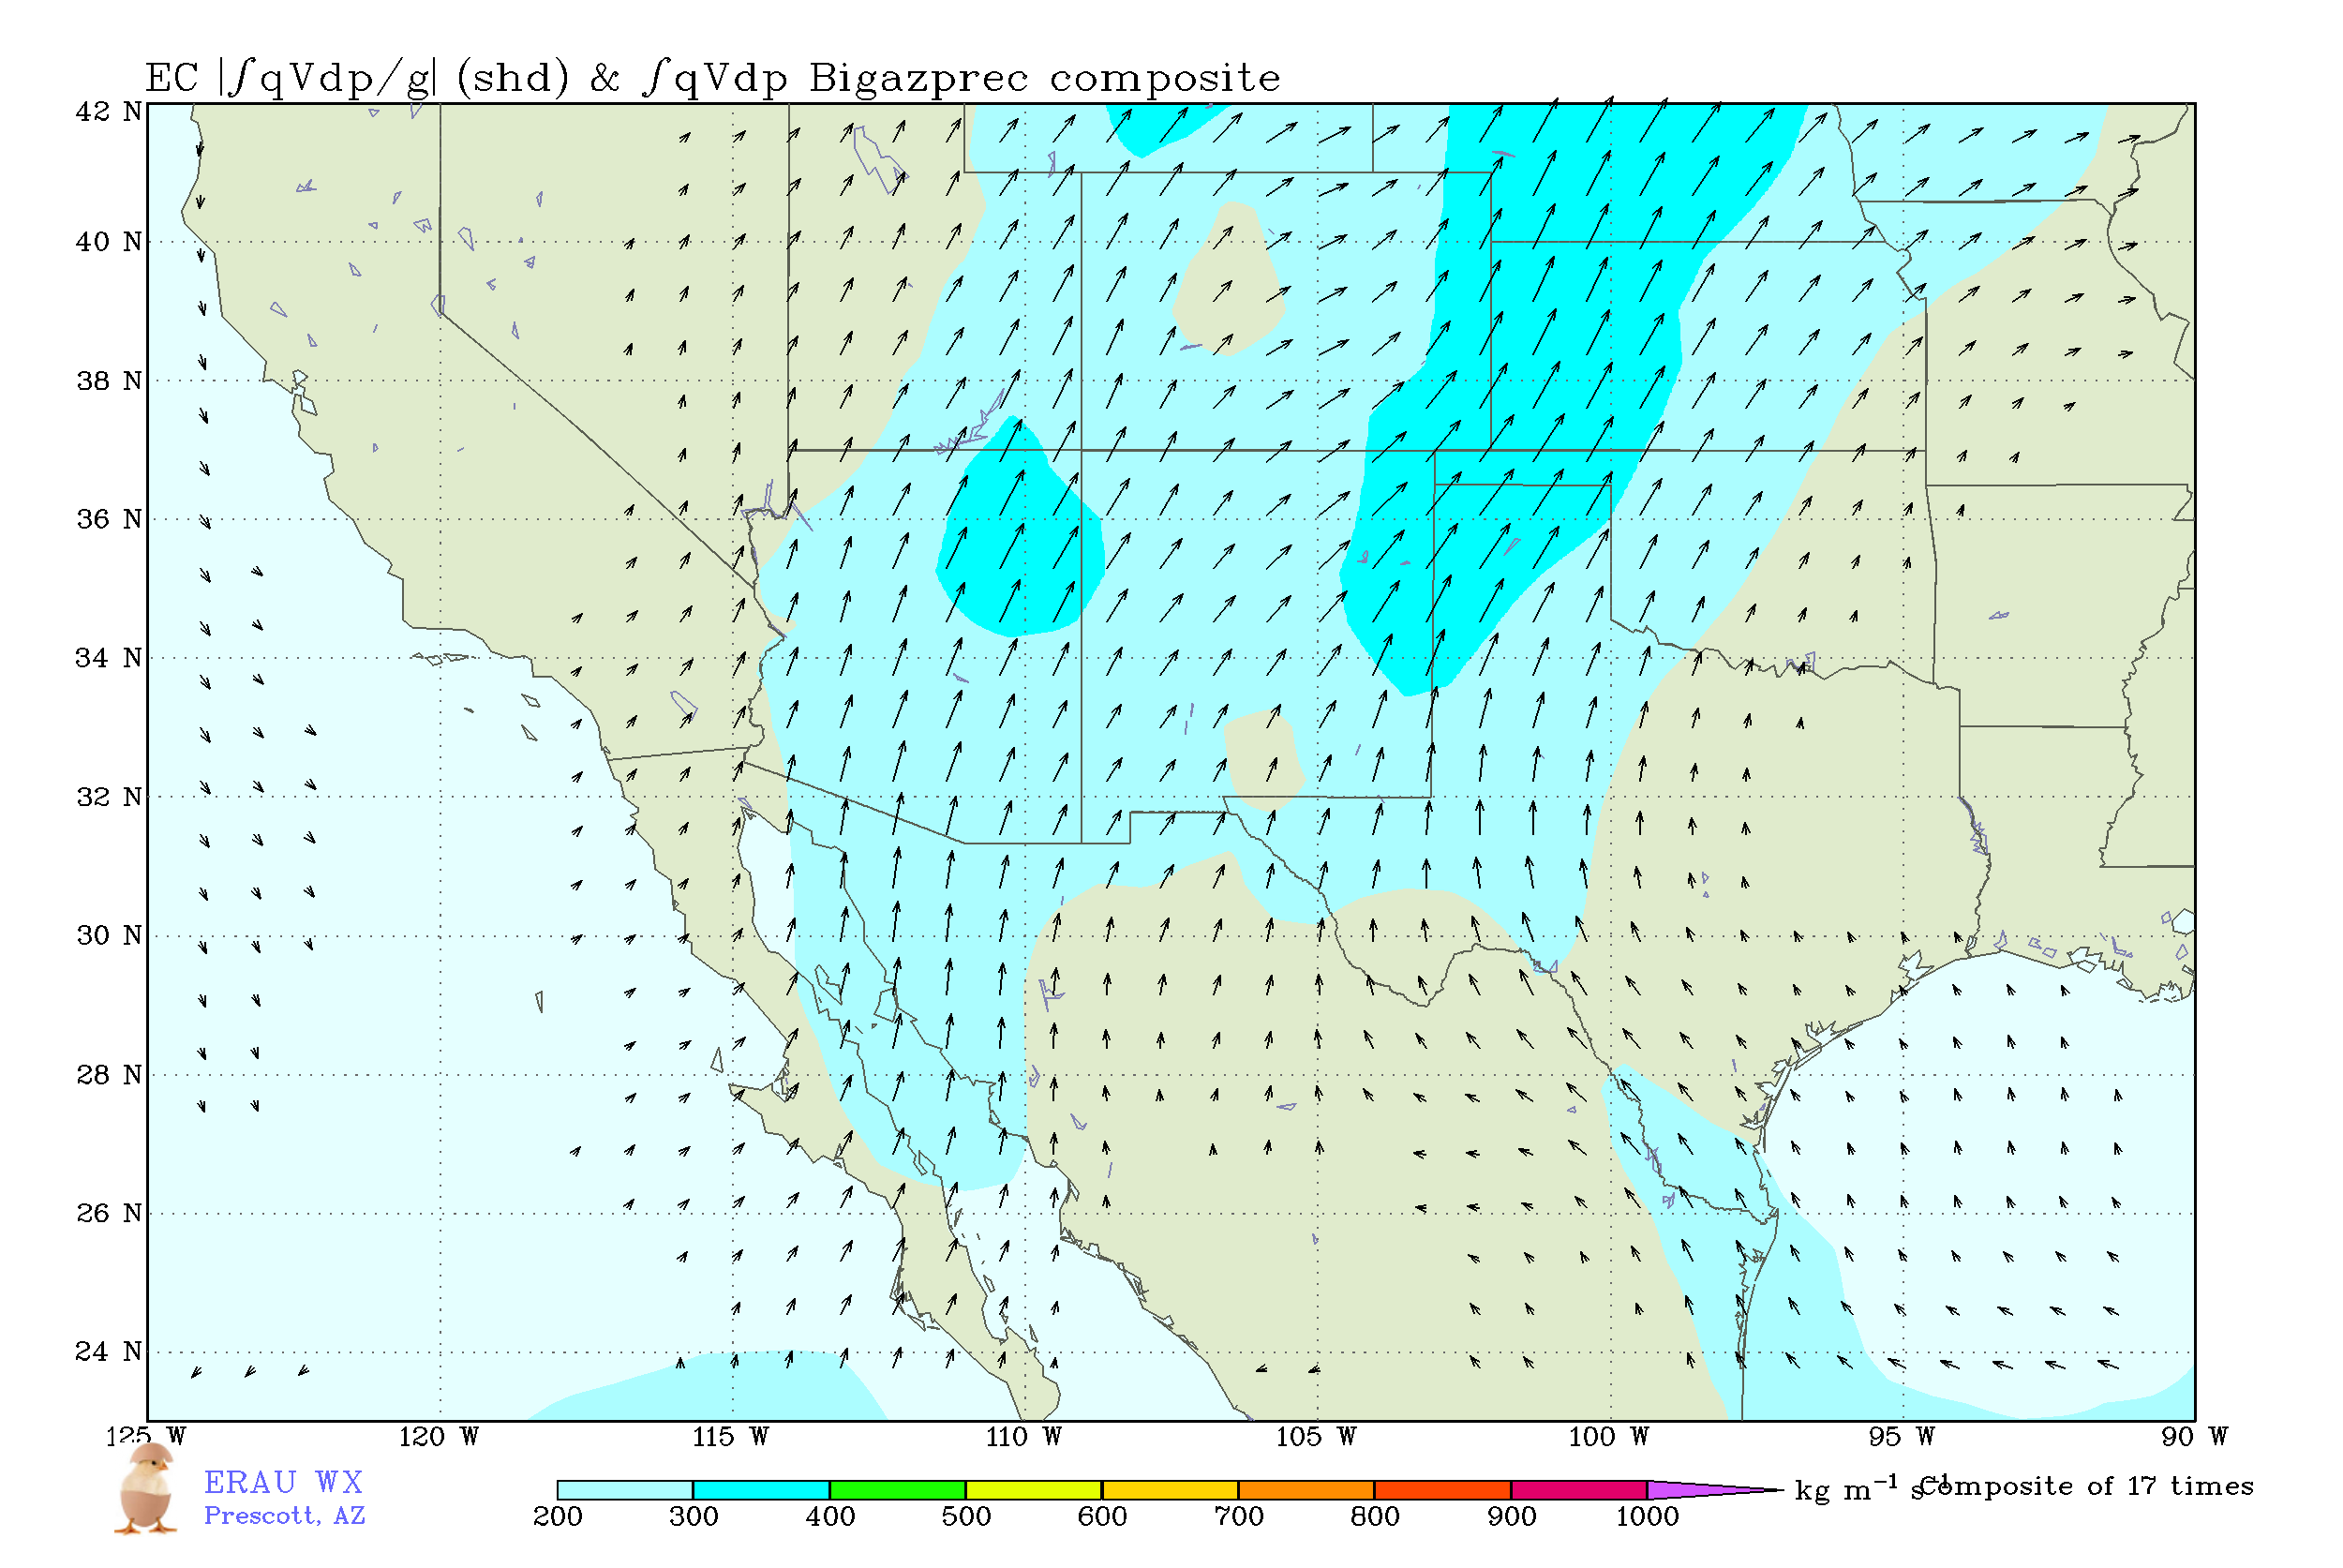 EC |∫qVdp/g| (shd) & ∫qVdp Bigazprec composite
42 N
40 N
38 N
36 N
34 N
32 N
30 N
28 N
26 N
24 N
125 W 120 W 115 W 110 W 105 W 100 W 95 W 90 W
ERAU WX
Prescott, AZ
200 300 400 500 600 700 800 900 1000
kg m⁻¹ s⁻¹
Composite of 17 times